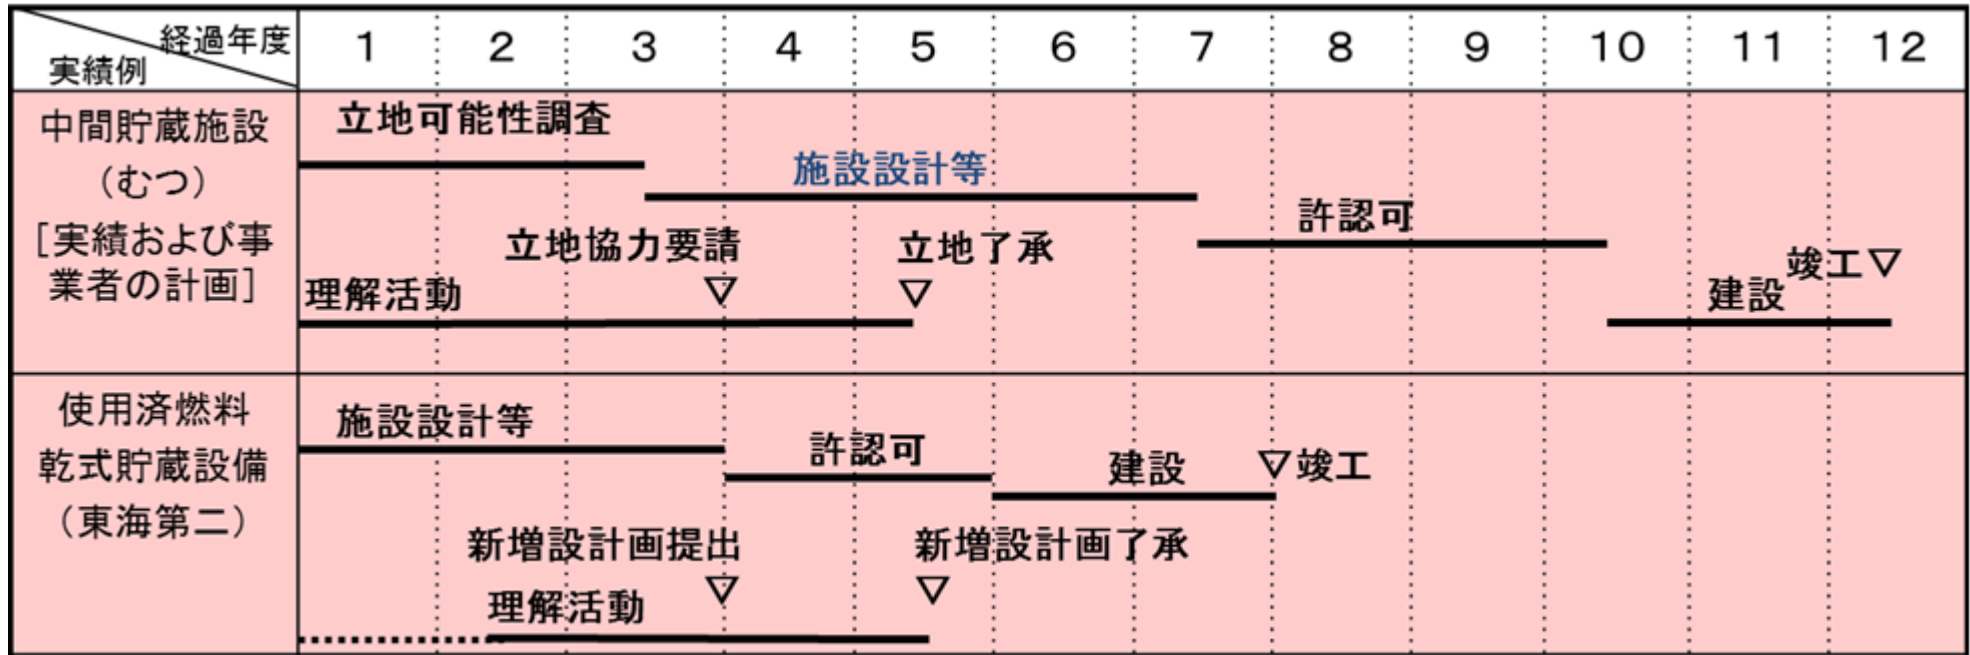 経過年度
実績例
1 2 3 4 5 6 7 8 9 10 11 12
中間貯蔵施設
(むつ)
[実績および事
業者の計画]
立地可能性調査
施設設計等
許認可
立地協力要請
▽
立地了承
▽
理解活動
竣工▽
建設
使用済燃料
乾式貯蔵設備
(東海第二)
施設設計等
許認可
建設
▽竣工
新増設計画提出
▽
新増設計画了承
▽
理解活動